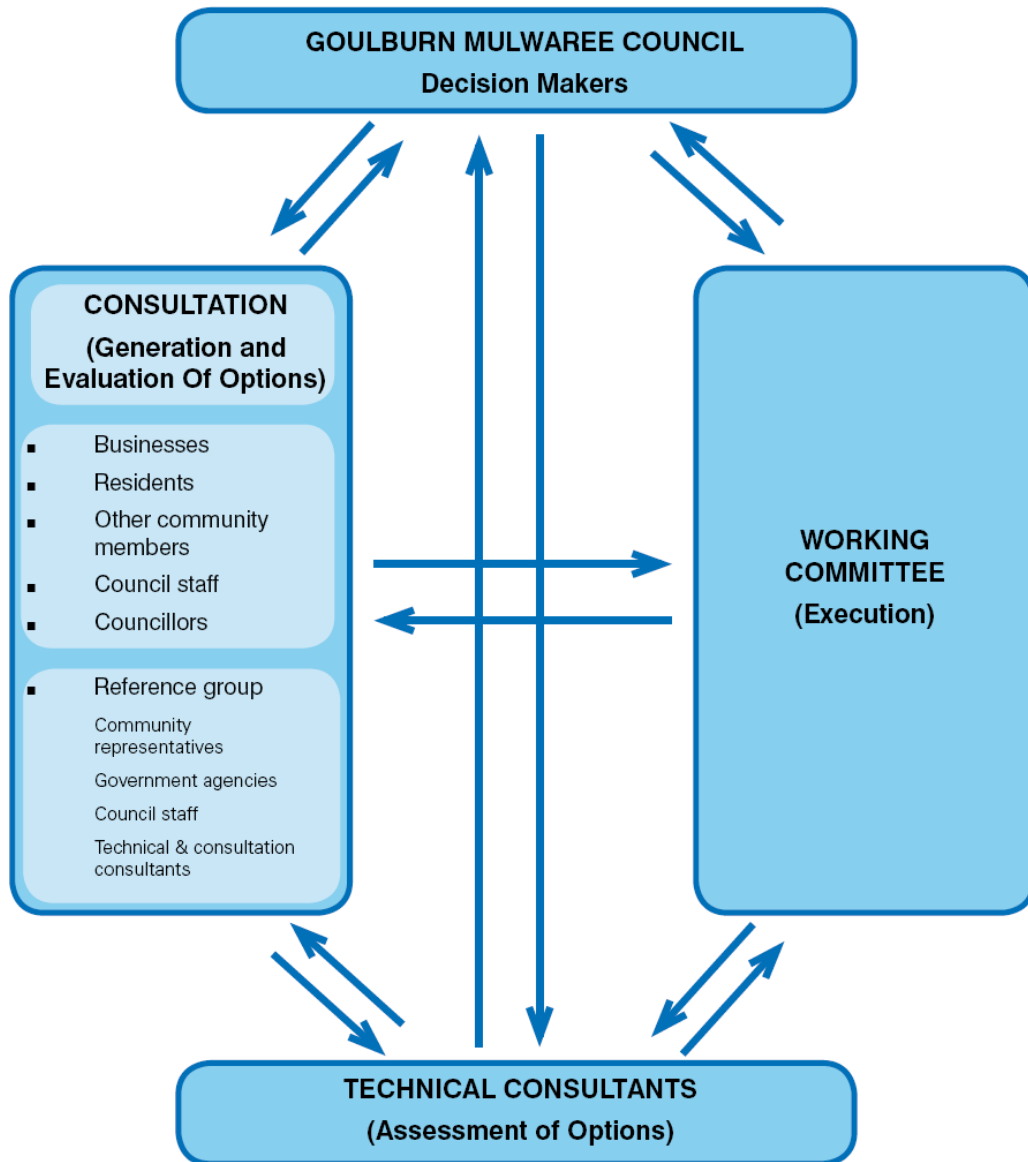 GOULBURN MULWAREE COUNCIL
Decision Makers
CONSULTATION
(Generation and
Evaluation Of Options)
▪ Businesses
▪ Residents
▪ Other community
members
▪ Council staff
▪ Councillors
▪ Reference group
Community
representatives
Government agencies
Council staff
Technical & consultation
consultants
WORKING
COMMITTEE
(Execution)
TECHNICAL CONSULTANTS
(Assessment of Options)